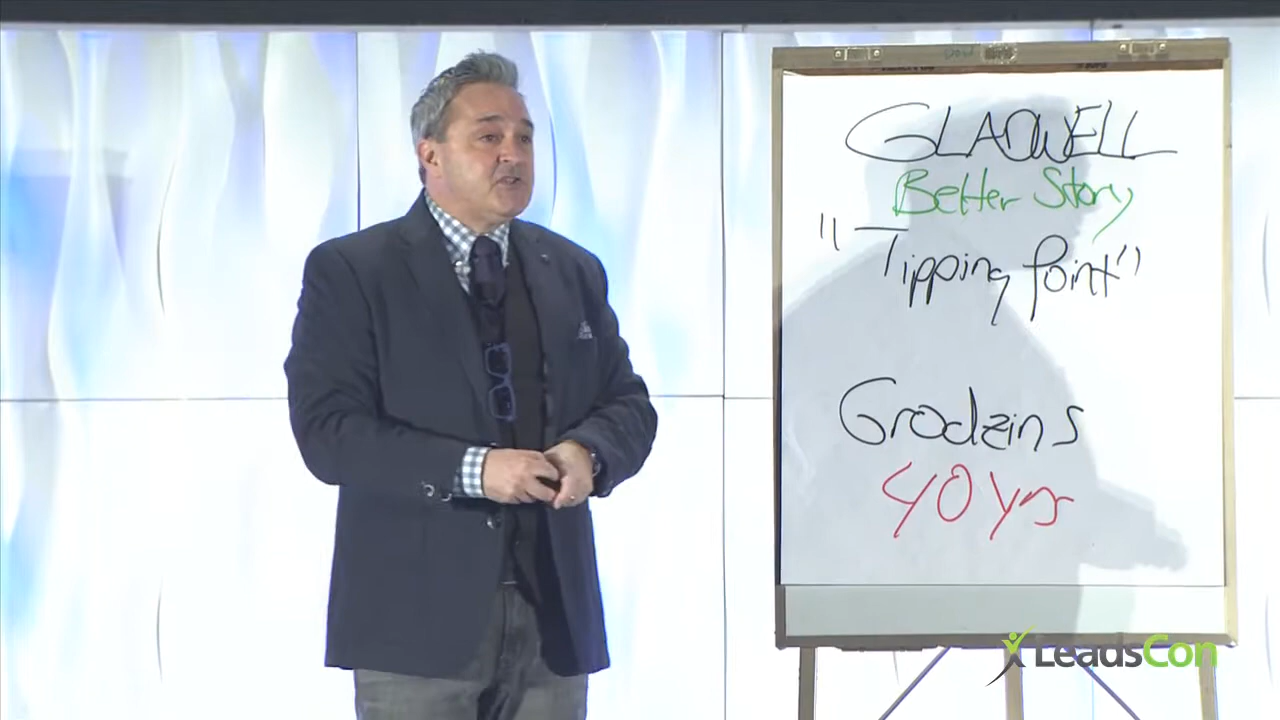 GLADWELL
Better Story
"Tipping Point"
Grodzins
40 yrs
LeadsCon